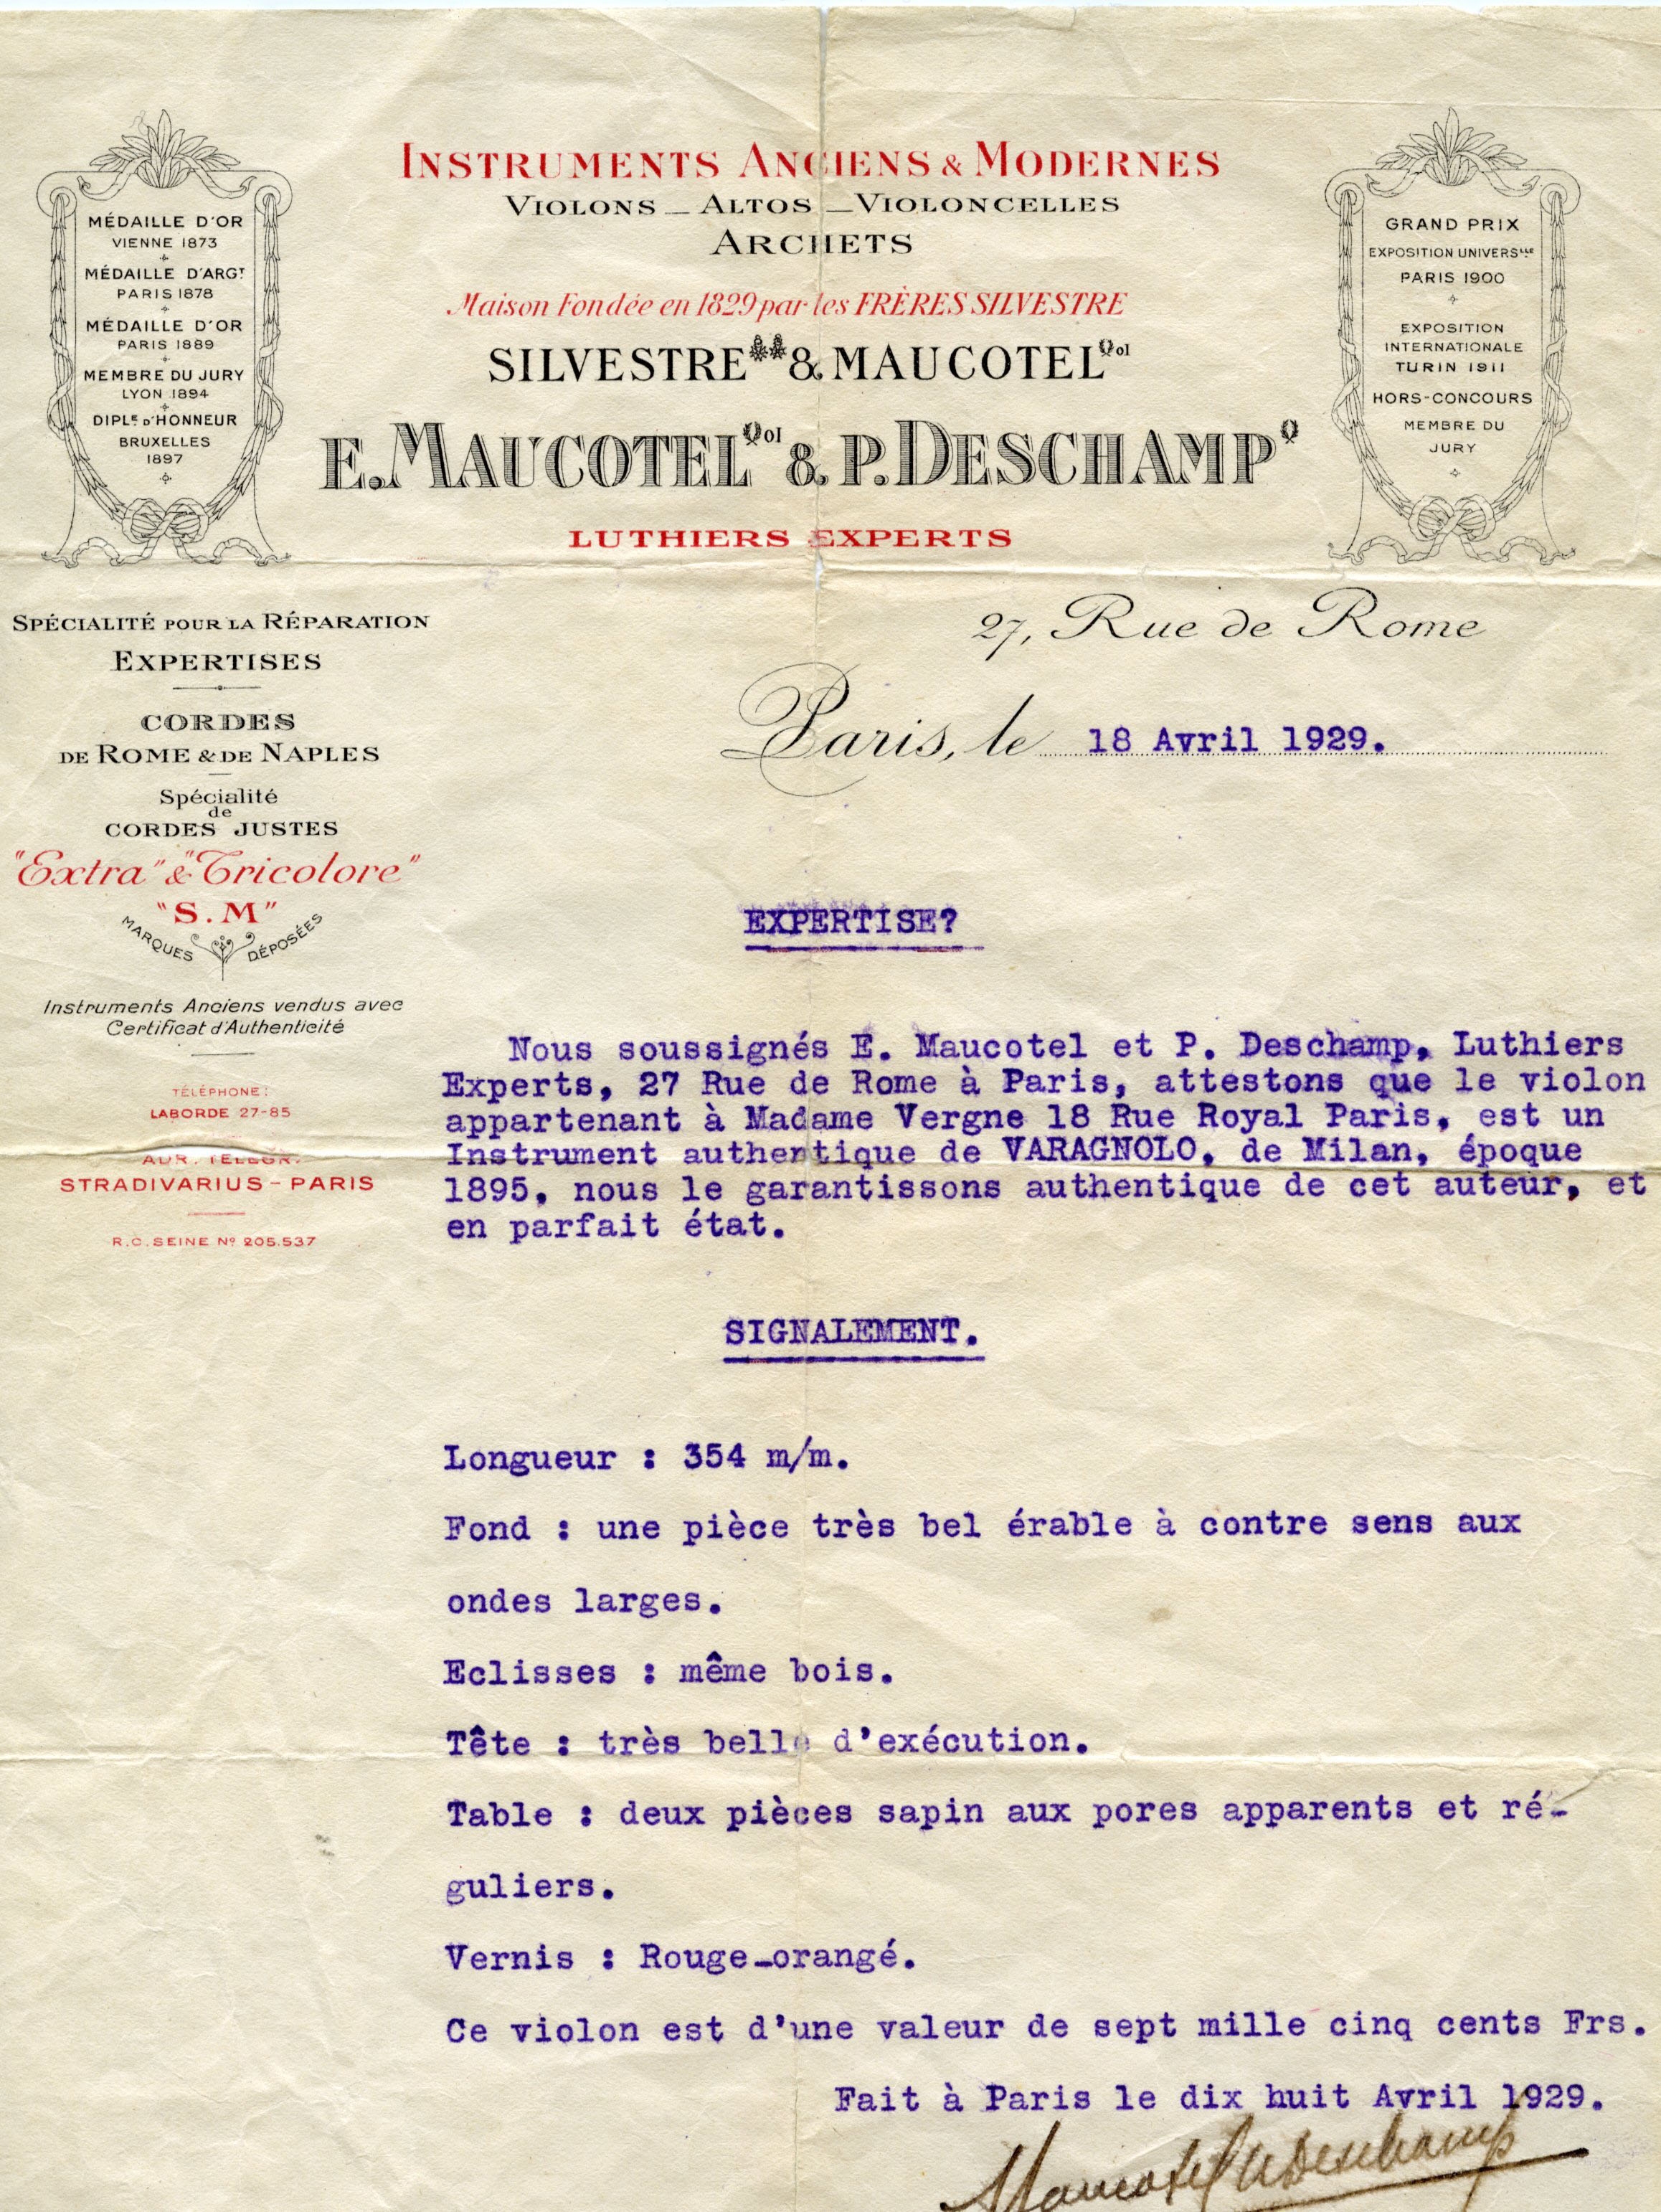 INSTRUMENTS ANCIENS & MODERNES
VIOLONS _ ALTOS _ VIOLONCELLES
ARCHETS
Maison Fondée en 1829 par les FRÈRES SILVESTRE
SILVESTRE & MAUCOTEL
E. MAUCOTEL & P. DESCHAMP
LUTHIERS EXPERTS
MÉDAILLE D'OR
VIENNE 1873
MÉDAILLE D'ARGT
PARIS 1878
MÉDAILLE D'OR
PARIS 1889
MEMBRE DU JURY
LYON 1894
DIPLE D'HONNEUR
BRUXELLES
1897
GRAND PRIX
EXPOSITION UNIVERSLLE
PARIS 1900
EXPOSITION
INTERNATIONALE
TURIN 1911
HORS-CONCOURS
MEMBRE DU
JURY
27, Rue de Rome
Paris, le 18 Avril 1929.
SPÉCIALITÉ POUR LA RÉPARATION
EXPERTISES
CORDES
DE ROME & DE NAPLES
Spécialité
de
CORDES JUSTES
"Extra" & "Tricolore"
"S. M"
MARQUES DÉPOSÉES
Instruments Anciens vendus avec
Certificat d'Authenticité
TÉLÉPHONE :
LABORDE 27-85
ADR. TELEGR.
STRADIVARIUS - PARIS
R.C. SEINE Nº 205.537
EXPERTISE?
Nous soussignés E. Maucotel et P. Deschamp, Luthiers
Experts, 27 Rue de Rome à Paris, attestons que le violon
appartenant à Madame Vergne 18 Rue Royal Paris, est un
Instrument authentique de VARAGNOLO, de Milan, époque
1895, nous le garantissons authentique de cet auteur, et
en parfait état.
SIGNALEMENT.
Longueur : 354 m/m.
Fond : une pièce très bel érable à contre sens aux
ondes larges.
Eclisses : même bois.
Tête : très belle d'exécution.
Table : deux pièces sapin aux pores apparents et ré-
guliers.
Vernis : Rouge-orangé.
Ce violon est d'une valeur de sept mille cinq cents Frs.
Fait à Paris le dix huit Avril 1929.
Maucotel & Deschamp